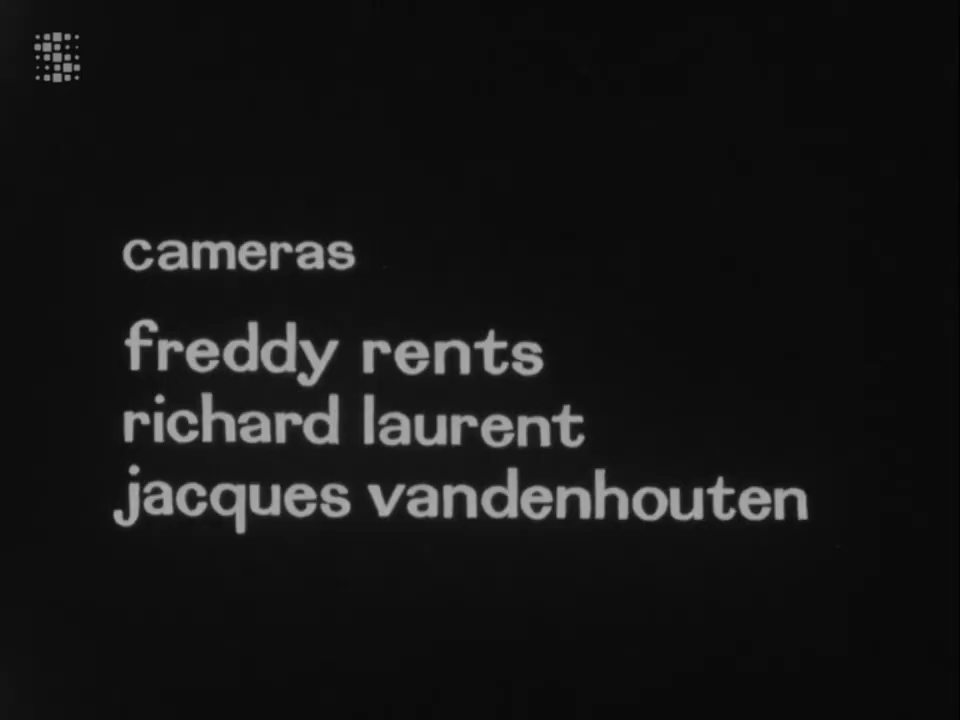 cameras
freddy rents
richard laurent
jacques vandenhouten